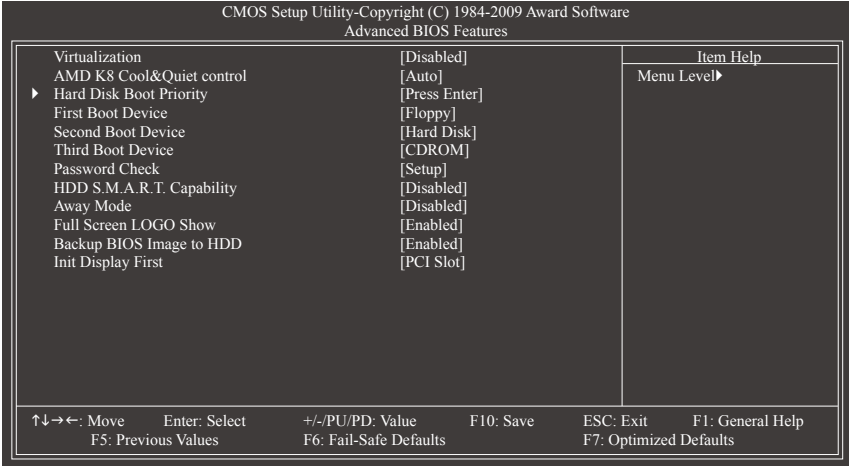 CMOS Setup Utility-Copyright (C) 1984-2009 Award Software
Advanced BIOS Features
Virtualization [Disabled]
AMD K8 Cool&Quiet control [Auto]
Hard Disk Boot Priority [Press Enter]
First Boot Device [Floppy]
Second Boot Device [Hard Disk]
Third Boot Device [CDROM]
Password Check [Setup]
HDD S.M.A.R.T. Capability [Disabled]
Away Mode [Disabled]
Full Screen LOGO Show [Enabled]
Backup BIOS Image to HDD [Enabled]
Init Display First [PCI Slot]
Item Help
Menu Level
↑↓→←: Move Enter: Select +/-/PU/PD: Value F10: Save ESC: Exit F1: General Help
F5: Previous Values F6: Fail-Safe Defaults F7: Optimized Defaults